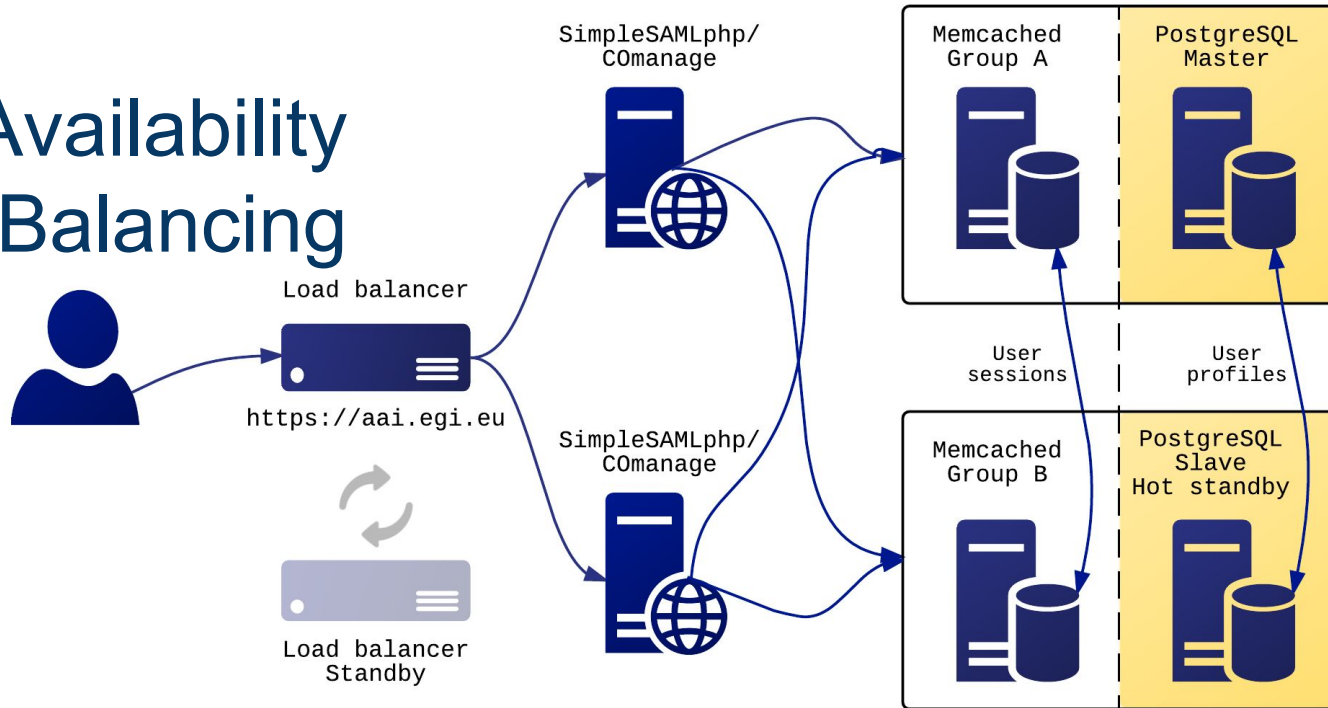 Availability
Balancing
SimpleSAMLphp/
COmanage
Memcached
Group A
PostgreSQL
Master
Load balancer
https://aai.egi.eu
User
sessions
User
profiles
SimpleSAMLphp/
COmanage
Memcached
Group B
PostgreSQL
Slave
Hot standby
Load balancer
Standby